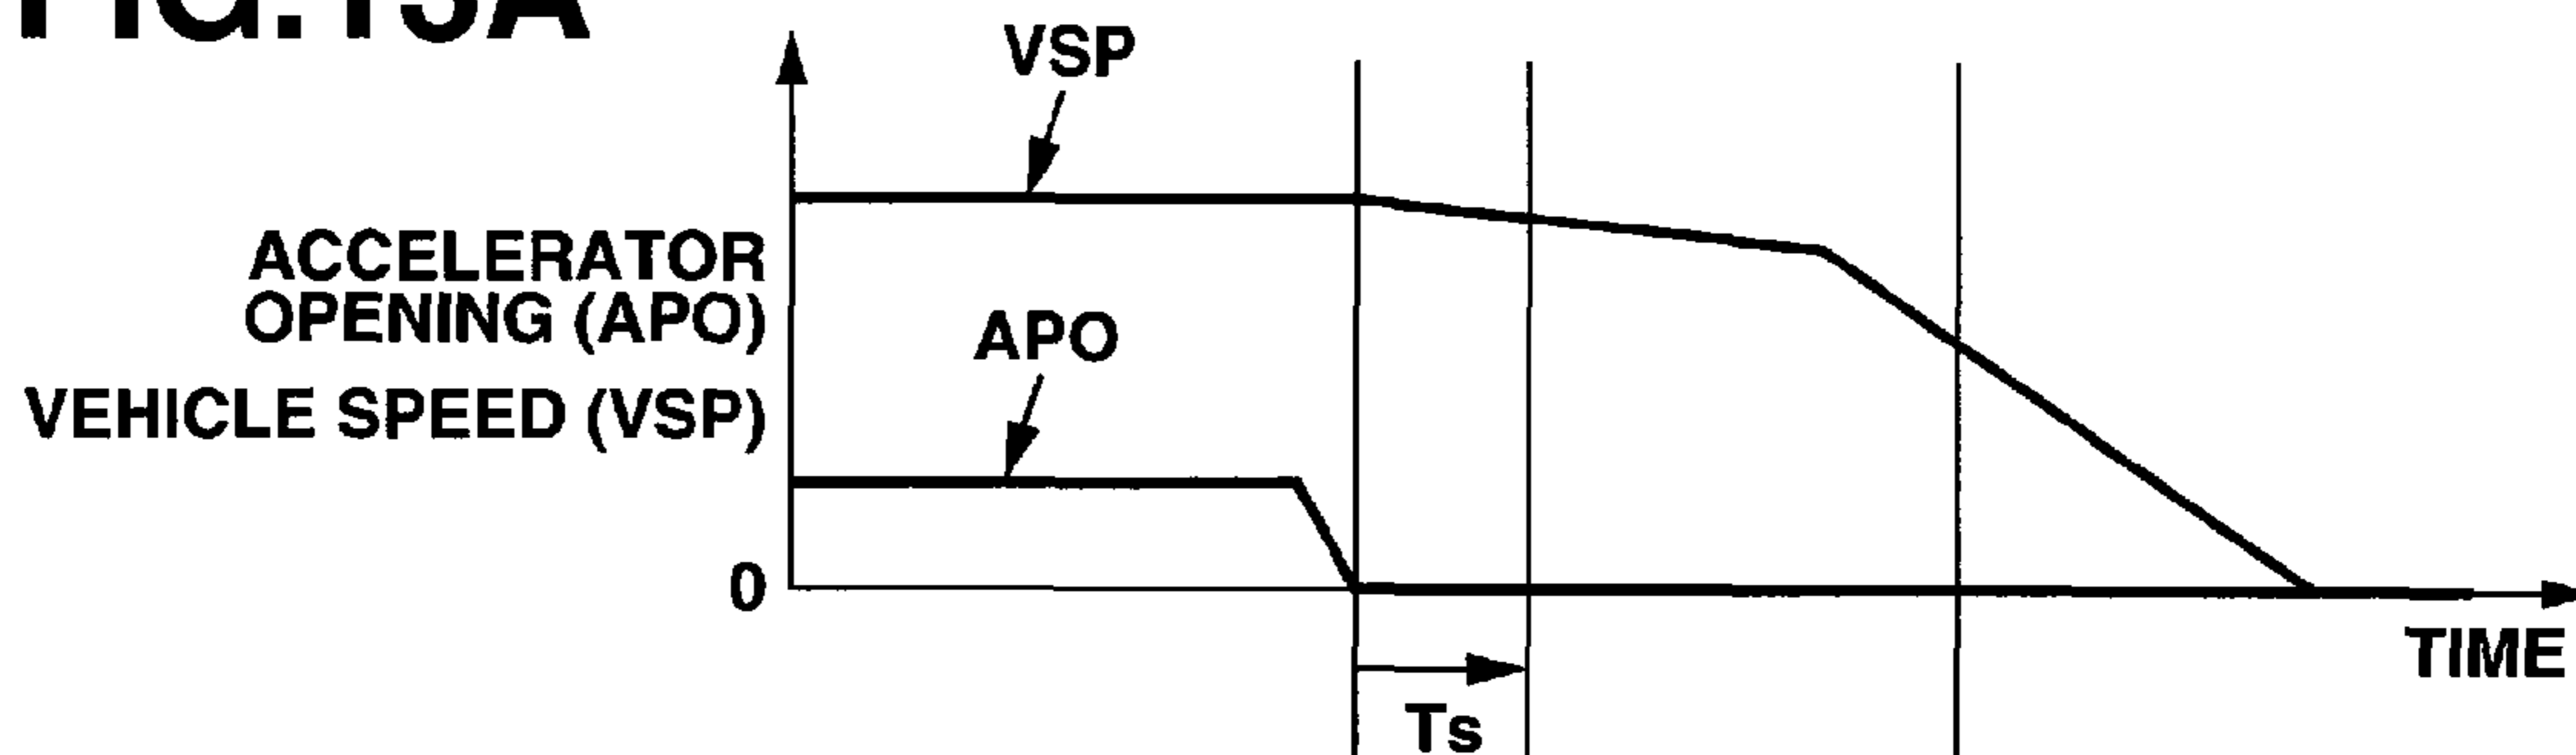 VSP
ACCELERATOR
OPENING (APO)
APO
VEHICLE SPEED (VSP)
0
TIME
Ts